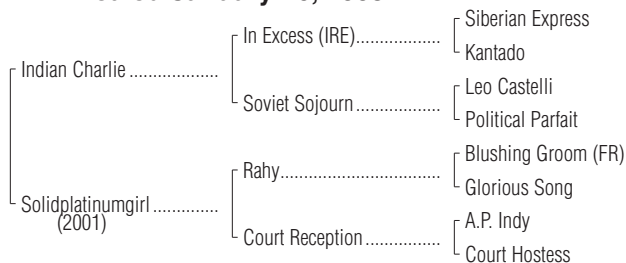 Siberian Express
In Excess (IRE)
Kantado
Indian Charlie
Leo Castelli
Soviet Sojourn
Political Parfait
Blushing Groom (FR)
Rahy
Glorious Song
Solidplatinumgirl
(2001)
A.P. Indy
Court Reception
Court Hostess